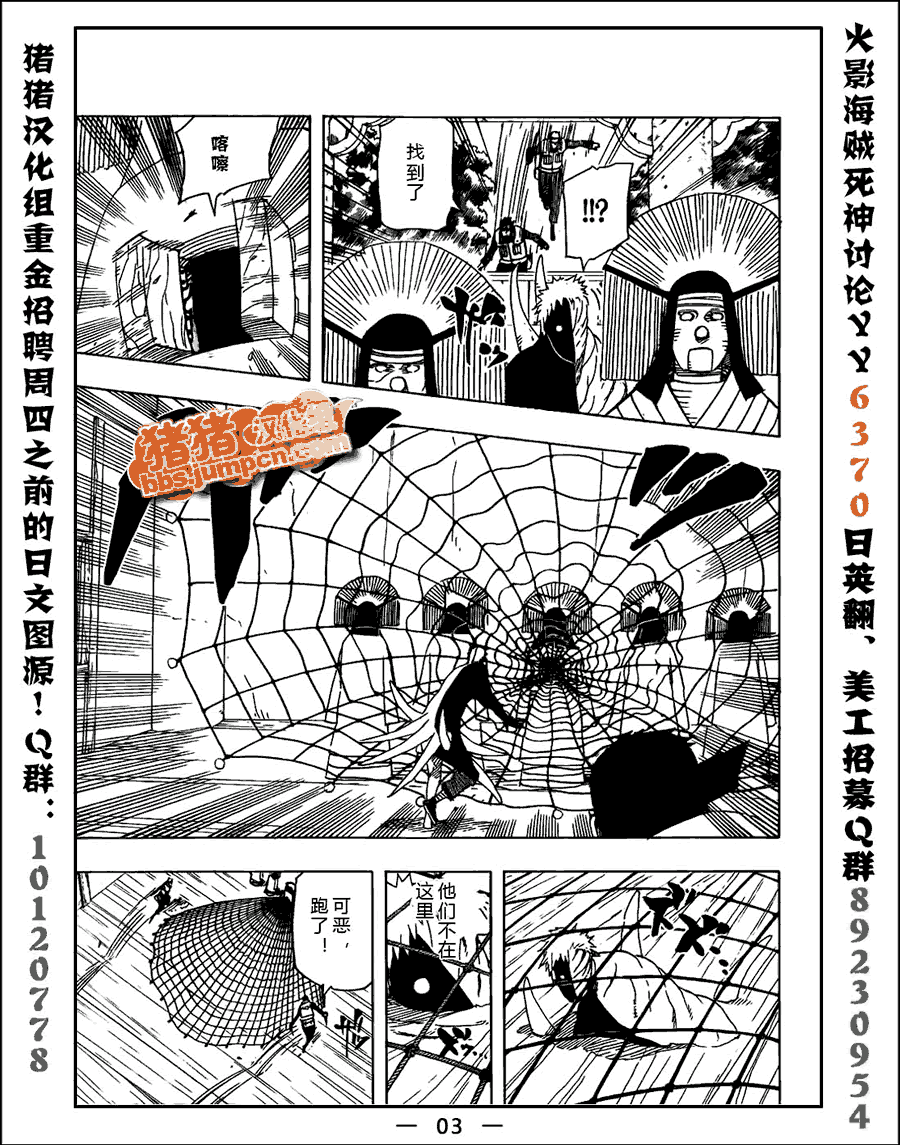 火影海贼死神讨论YY6370日英翻、美工招募Q群89230954
!!?
找到了
喀嚓
猪猪汉化组
bbs.jumpcn.com
他们不在
这里
可恶，
跑了！
猪猪汉化组重金招聘周四之前的日文图源！Q群：10120778
— 03 —